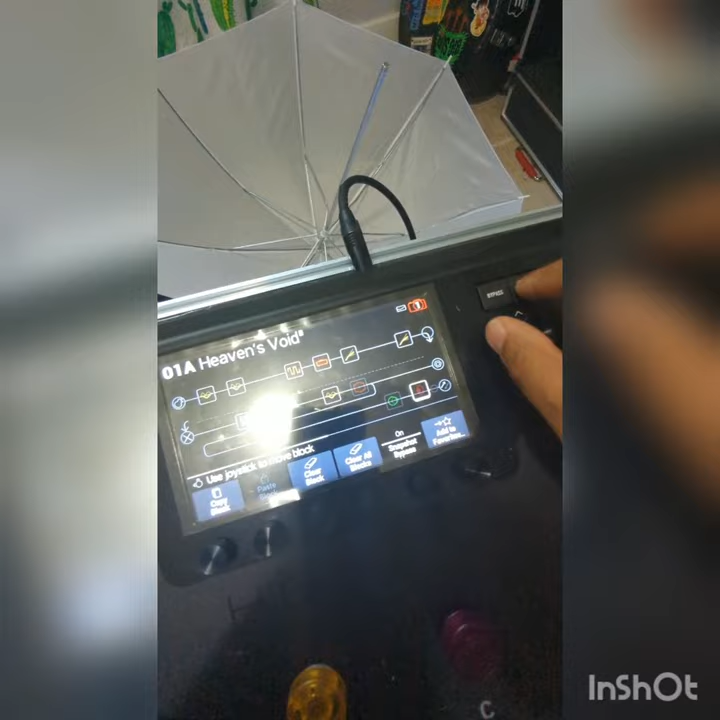 BYPASS
01A Heaven's Void
Use joystick to move block
Copy
Block
Paste
Clear
Block
Clear All
Blocks
On
Snapshot
Bypass
Add to
Favorites...
C
InShOt